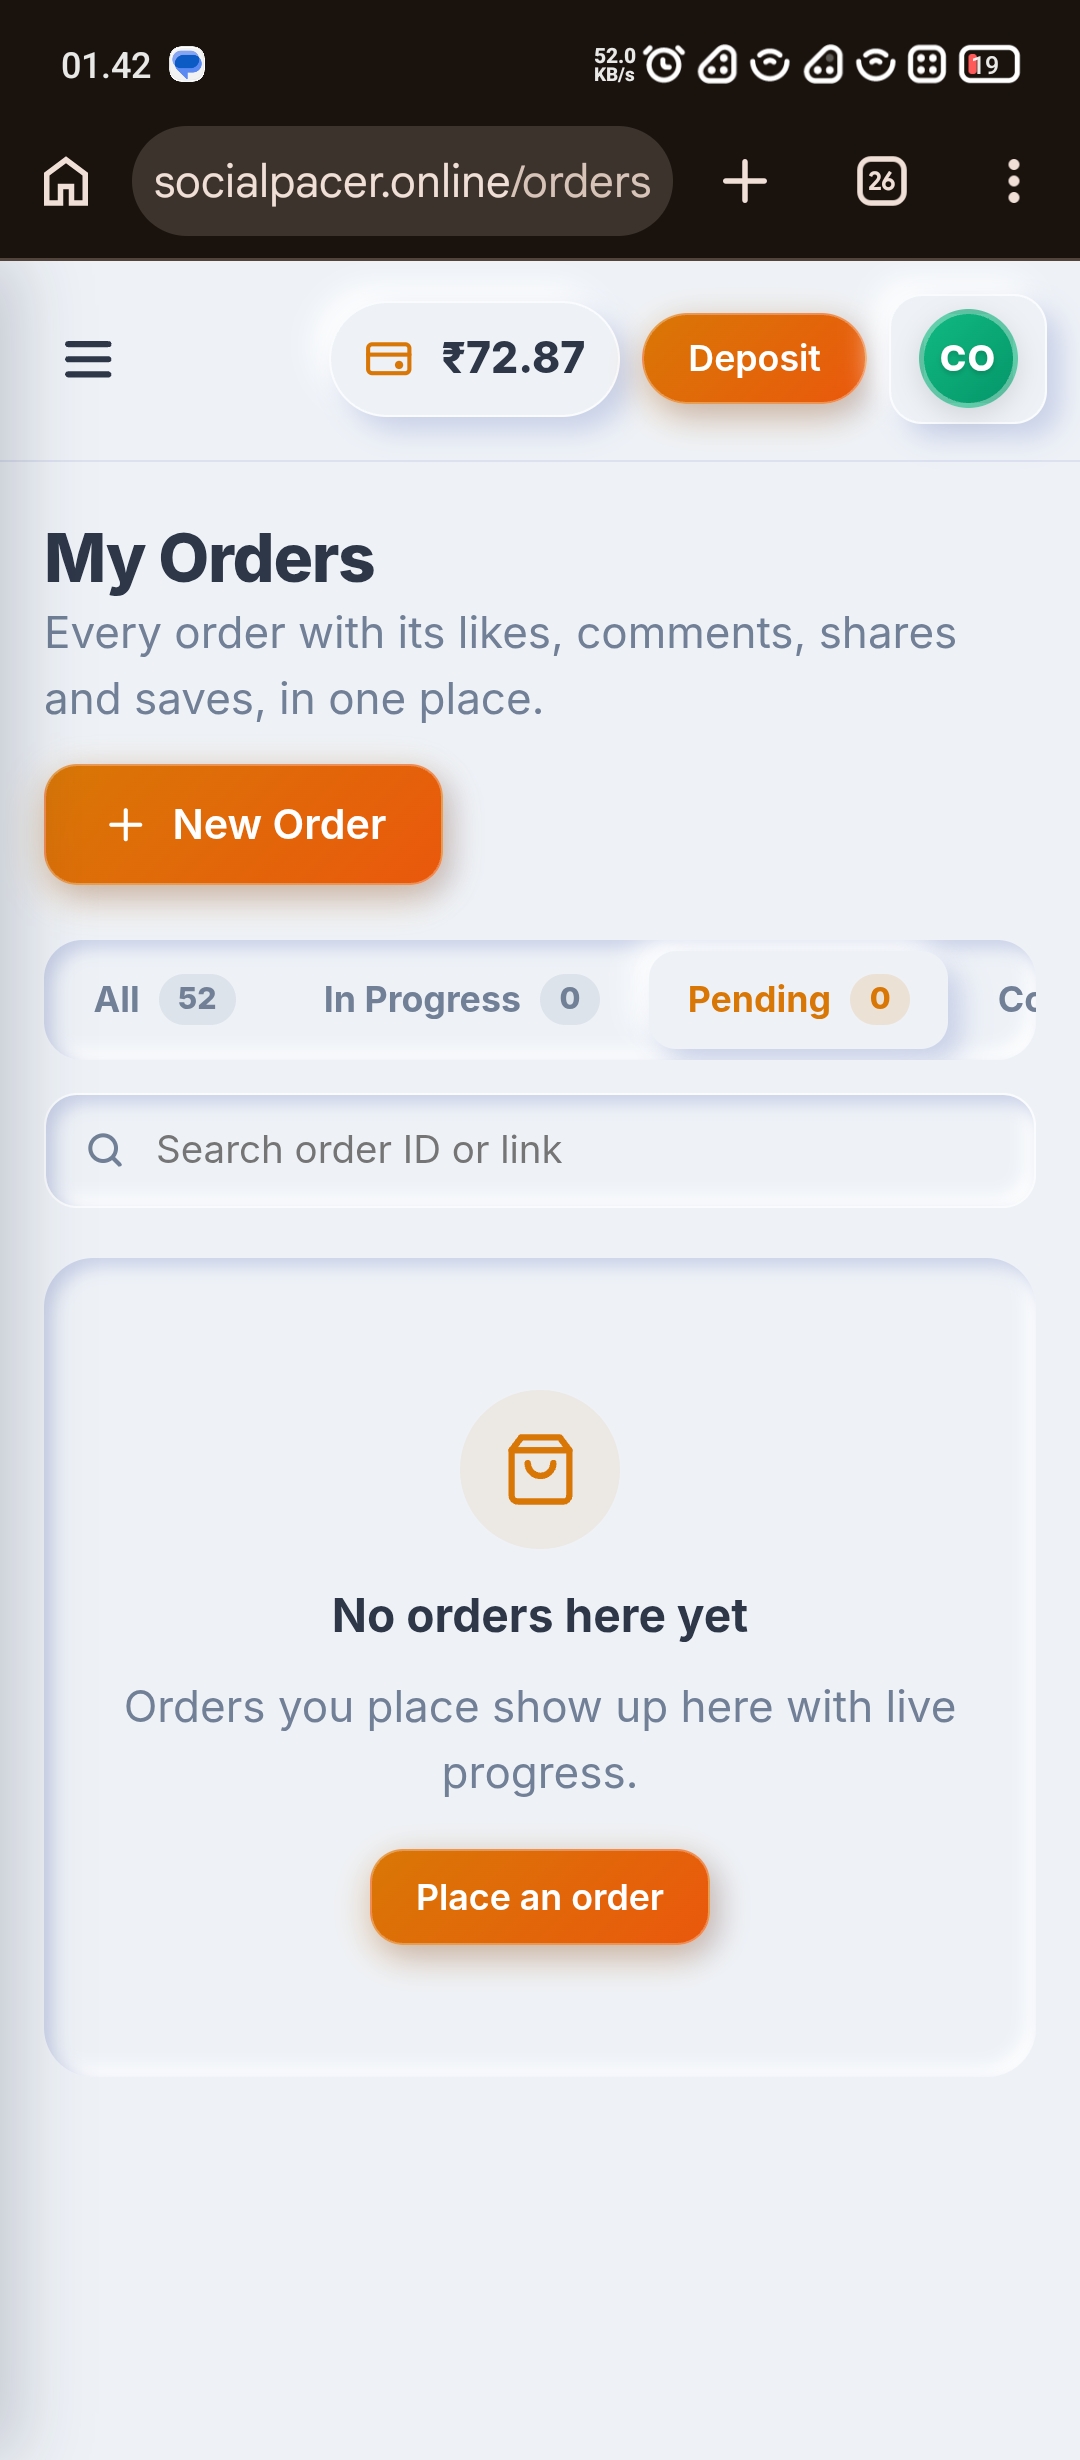 01.42
52.0
KB/s
19
socialpacer.online/orders
26
₹72.87
Deposit
CO
My Orders
Every order with its likes, comments, shares
and saves, in one place.
New Order
All 52 In Progress 0 Pending 0 Co
Search order ID or link
No orders here yet
Orders you place show up here with live
progress.
Place an order